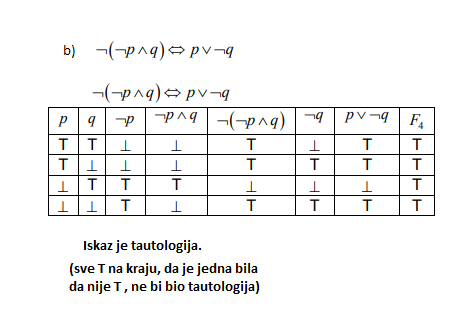 b) ¬(¬p∧q)⇔p∨¬q
¬(¬p∧q)⇔p∨¬q
p q ¬p ¬p∧q ¬(¬p∧q) ¬q p∨¬q F₄
T T ⊥ ⊥ T ⊥ T T
T ⊥ ⊥ ⊥ T T T T
⊥ T T T ⊥ ⊥ ⊥ T
⊥ ⊥ T ⊥ T T T T
Iskaz je tautologija.
(sve T na kraju, da je jedna bila
da nije T , ne bi bio tautologija)